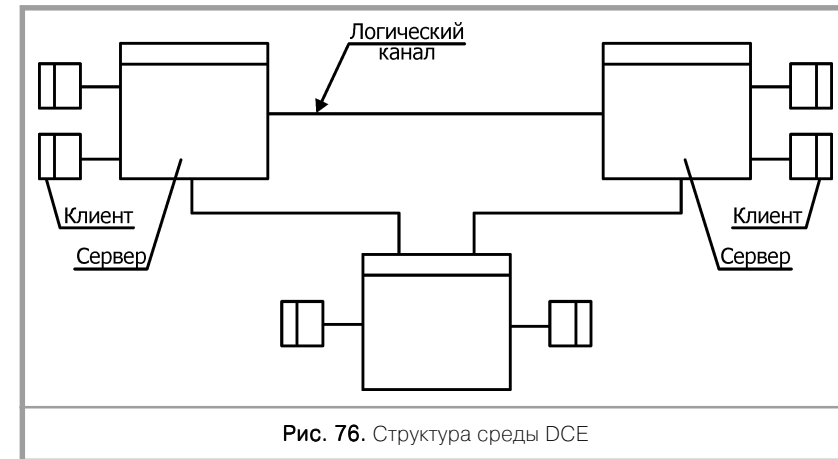 Логический
канал
Клиент
Клиент
Сервер
Сервер
Рис. 76. Структура среды DCE